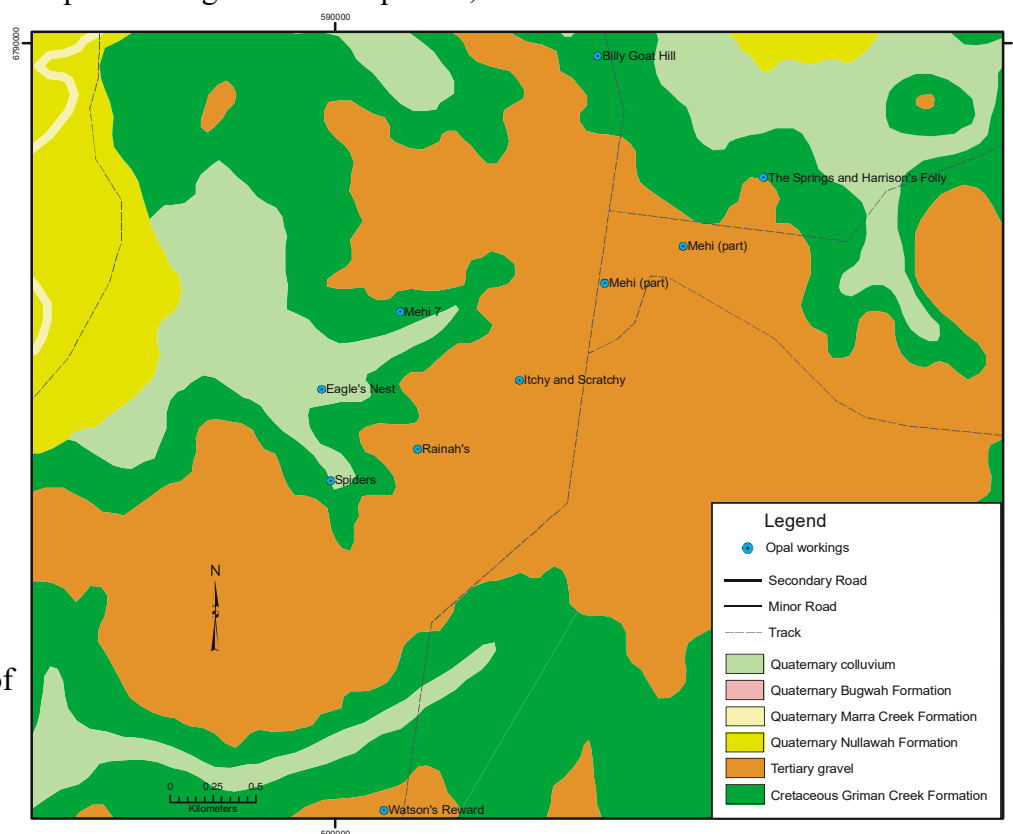 590000
6790000
Billy Goat Hill
The Springs and Harrison's Folly
Mehi (part)
Mehi (part)
Mehi 7
Itchy and Scratchy
Eagle's Nest
Rainah's
Spiders
N
of
Legend
Opal workings
Secondary Road
Minor Road
Track
Quaternary colluvium
Quaternary Bugwah Formation
Quaternary Marra Creek Formation
Quaternary Nullawah Formation
Tertiary gravel
Cretaceous Griman Creek Formation
0 0.25 0.5
Kilometers
Watson's Reward